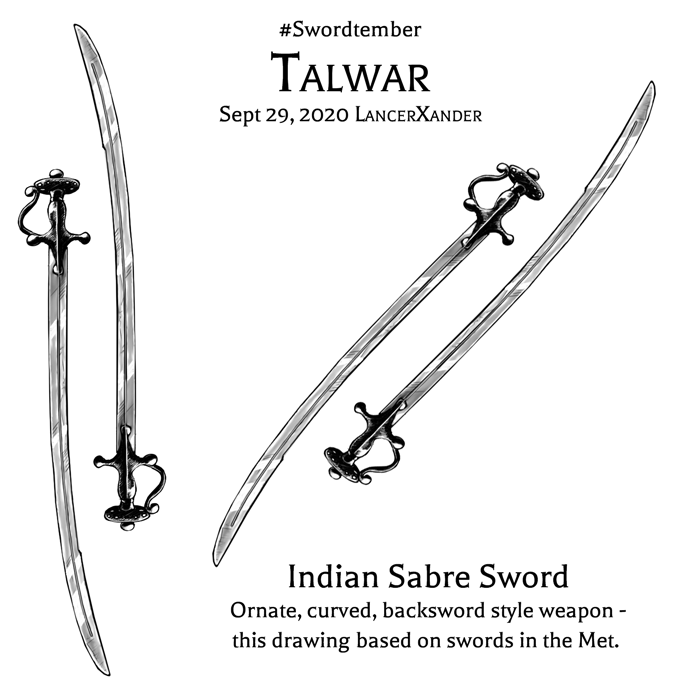 #Swordtember
Talwar
Sept 29, 2020 LancerXander
Indian Sabre Sword
Ornate, curved, backsword style weapon -
this drawing based on swords in the Met.